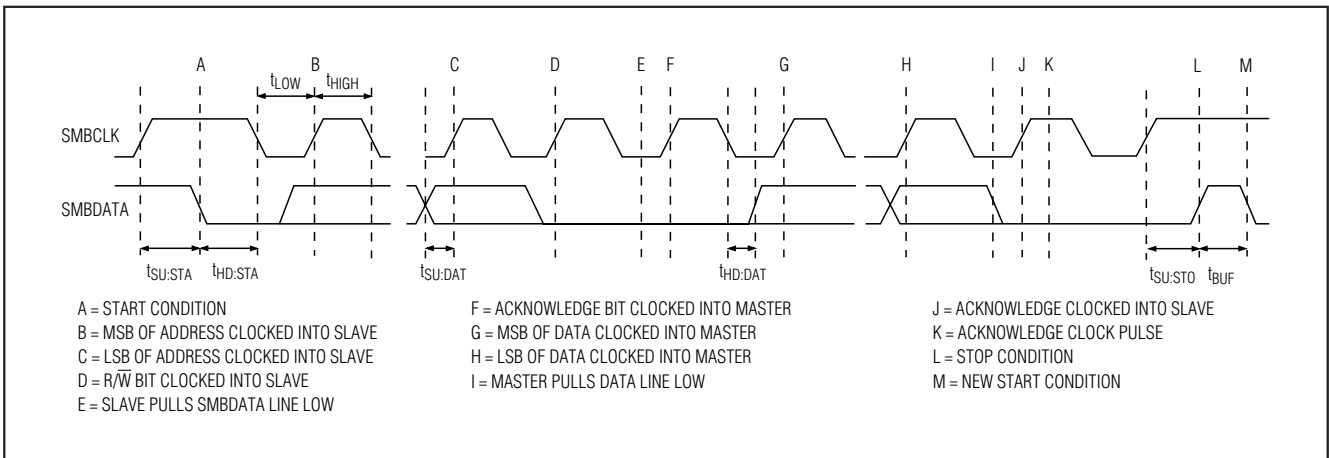 A B C D E F G H I J K L M
tLOW tHIGH
SMBCLK
SMBDATA
tSU:STA tHD:STA tSU:DAT tHD:DAT tSU:STO tBUF
A = START CONDITION
B = MSB OF ADDRESS CLOCKED INTO SLAVE
C = LSB OF ADDRESS CLOCKED INTO SLAVE
D = R/W̅ BIT CLOCKED INTO SLAVE
E = SLAVE PULLS SMBDATA LINE LOW
F = ACKNOWLEDGE BIT CLOCKED INTO MASTER
G = MSB OF DATA CLOCKED INTO MASTER
H = LSB OF DATA CLOCKED INTO MASTER
I = MASTER PULLS DATA LINE LOW
J = ACKNOWLEDGE CLOCKED INTO SLAVE
K = ACKNOWLEDGE CLOCK PULSE
L = STOP CONDITION
M = NEW START CONDITION